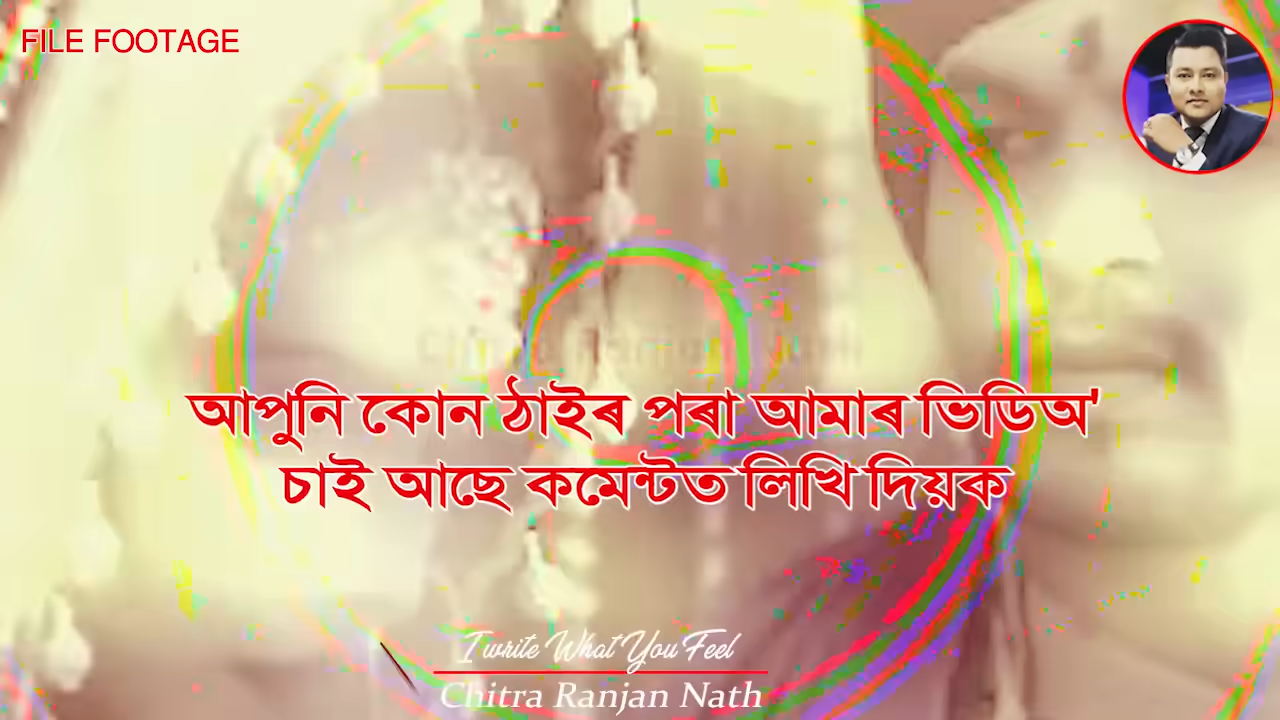 FILE FOOTAGE
আপুনি কোন ঠাইৰ পৰা আমাৰ ভিডিঅ'
চাই আছে কমেন্টত লিখি দিয়ক
I write What You Feel
Chitra Ranjan Nath